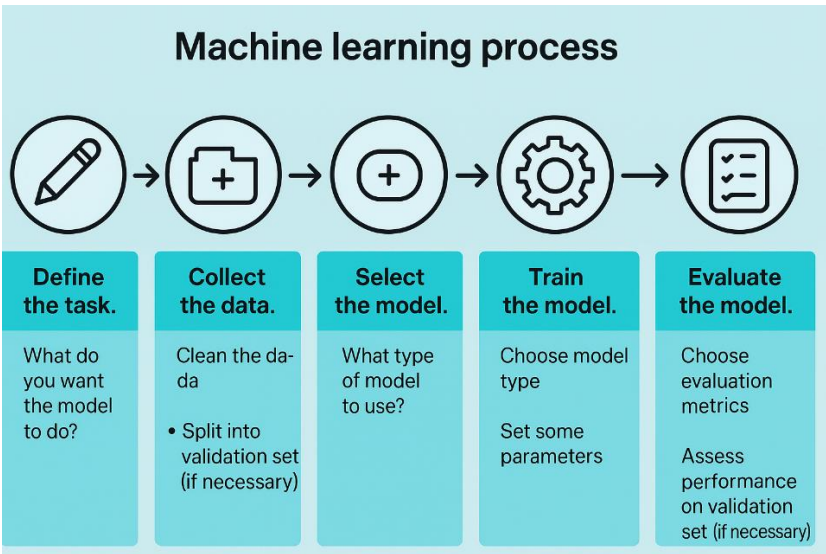 Machine learning process
Define
the task.
What do
you want
the model
to do?
Collect
the data.
Clean the da-
da
• Split into
validation set
(if necessary)
Select
the model.
What type
of model
to use?
Train
the model.
Choose model
type
Set some
parameters
Evaluate
the model.
Choose
evaluation
metrics
Assess
performance
on validation
set (if necessary)